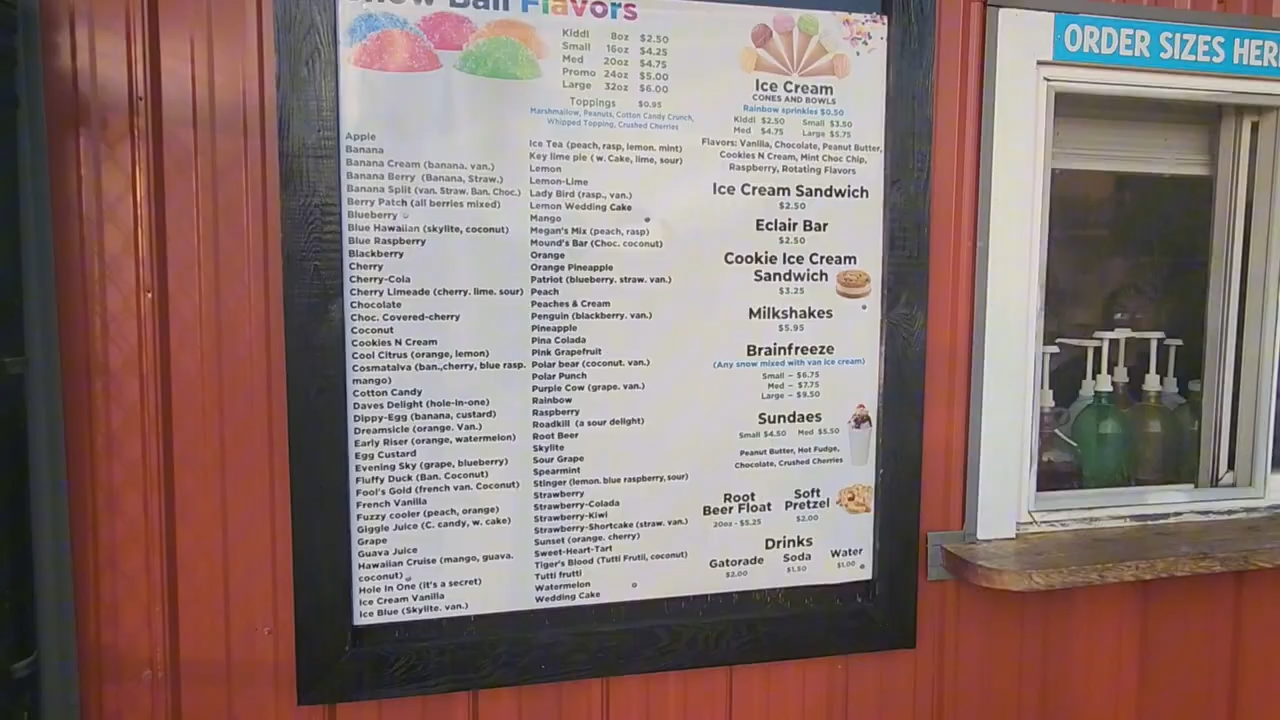 Snow Ball Flavors
Kiddi 8oz $2.50
Small 16oz $4.25
Med 20oz $4.75
Promo 24oz $5.00
Large 32oz $6.00
Toppings $0.95
Marshmallow, Peanuts, Cotton Candy Crunch,
Whipped Topping, Crushed Cherries
Apple
Banana
Banana Cream (banana. van.)
Banana Berry (Banana, Straw.)
Banana Split (van. Straw. Ban. Choc.)
Berry Patch (all berries mixed)
Blueberry
Blue Hawaiian (skylite, coconut)
Blue Raspberry
Blackberry
Cherry
Cherry-Cola
Cherry Limeade (cherry. lime. sour)
Chocolate
Choc. Covered-cherry
Coconut
Cookies N Cream
Cool Citrus (orange, lemon)
Cosmatalva (ban.,cherry, blue rasp.
mango)
Cotton Candy
Daves Delight (hole-in-one)
Dippy-Egg (banana, custard)
Dreamsicle (orange. Van.)
Early Riser (orange, watermelon)
Egg Custard
Evening Sky (grape, blueberry)
Fluffy Duck (Ban. Coconut)
Fool's Gold (french van. Coconut)
French Vanilla
Fuzzy cooler (peach, orange)
Giggle Juice (C. candy, w. cake)
Grape
Guava Juice
Hawaiian Cruise (mango, guava.
coconut)
Hole In One (it's a secret)
Ice Cream Vanilla
Ice Blue (Skylite. van.)
Ice Tea (peach, rasp, lemon. mint)
Key lime pie ( w. Cake, lime, sour)
Lemon
Lemon-Lime
Lady Bird (rasp., van.)
Lemon Wedding Cake
Mango
Megan's Mix (peach, rasp)
Mound's Bar (Choc. coconut)
Orange
Orange Pineapple
Patriot (blueberry. straw. van.)
Peach
Peaches & Cream
Penguin (blackberry. van.)
Pineapple
Pina Colada
Pink Grapefruit
Polar bear (coconut. van.)
Polar Punch
Purple Cow (grape. van.)
Rainbow
Raspberry
Roadkill (a sour delight)
Root Beer
Skylite
Sour Grape
Spearmint
Stinger (lemon. blue raspberry, sour)
Strawberry
Strawberry-Colada
Strawberry-Kiwi
Strawberry-Shortcake (straw. van.)
Sunset (orange. cherry)
Sweet-Heart-Tart
Tiger's Blood (Tutti Frutii, coconut)
Tutti frutti
Watermelon
Wedding Cake
Ice Cream
CONES AND BOWLS
Rainbow sprinkles $0.50
Kiddi $2.50 Small $3.50
Med $4.75 Large $5.75
Flavors: Vanilla, Chocolate, Peanut Butter,
Cookies N Cream, Mint Choc Chip,
Raspberry, Rotating Flavors
Ice Cream Sandwich
$2.50
Eclair Bar
$2.50
Cookie Ice Cream
Sandwich
$3.25
Milkshakes
$5.95
Brainfreeze
(Any snow mixed with van ice cream)
Small – $6.75
Med – $7.75
Large – $9.50
Sundaes
Small $4.50 Med $5.50
Peanut Butter, Hot Fudge,
Chocolate, Crushed Cherries
Root
Beer Float
20oz - $5.25
Soft
Pretzel
$2.00
Drinks
Gatorade
$2.00
Soda
$1.50
Water
$1.00
ORDER SIZES HER